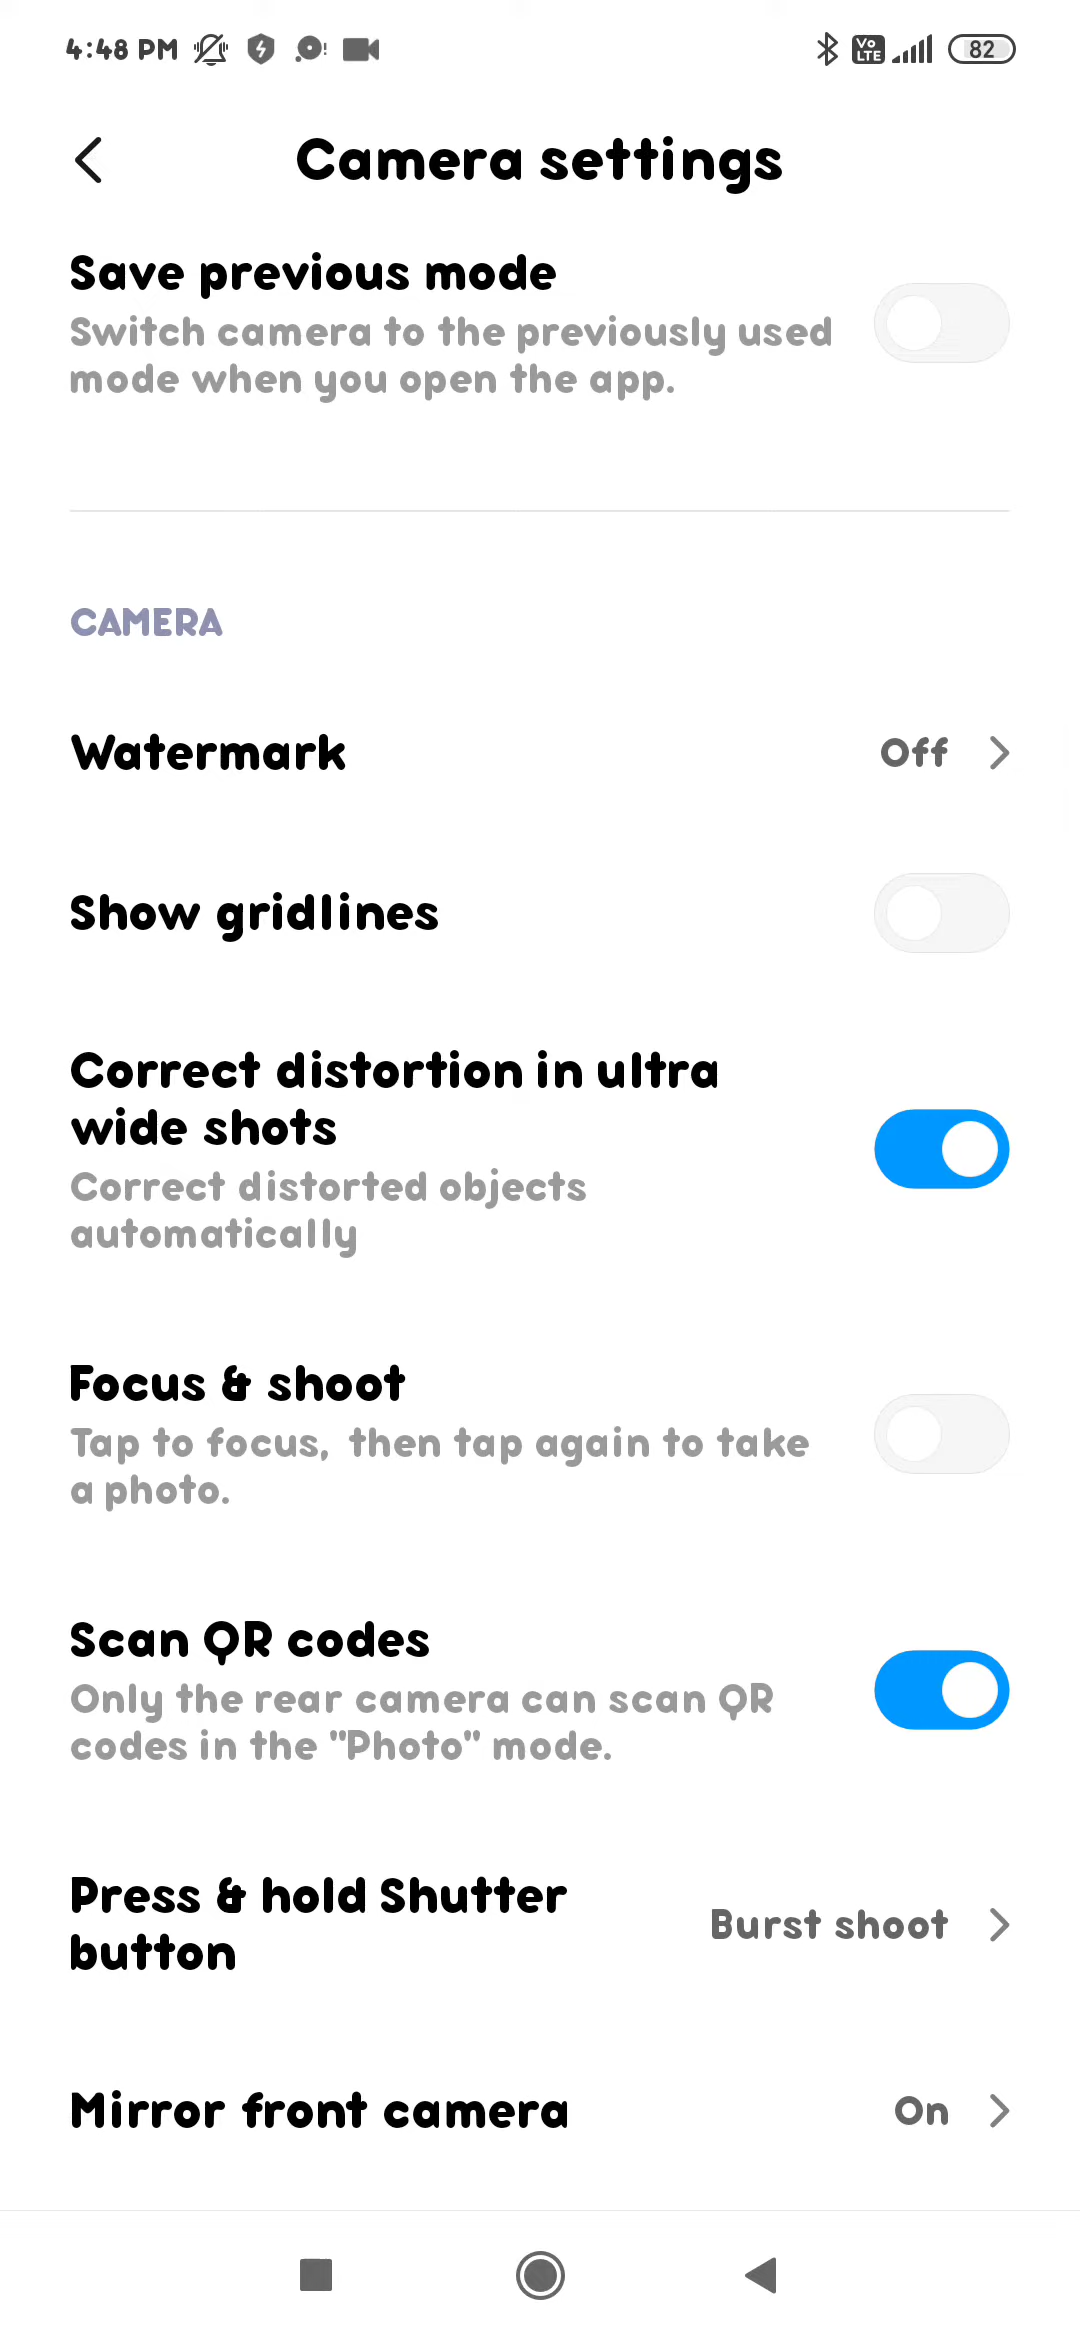 4:48 PM
Vo
LTE
82
Camera settings
Save previous mode
Switch camera to the previously used
mode when you open the app.
CAMERA
Watermark
Off
Show gridlines
Correct distortion in ultra
wide shots
Correct distorted objects
automatically
Focus & shoot
Tap to focus, then tap again to take
a photo.
Scan QR codes
Only the rear camera can scan QR
codes in the "Photo" mode.
Press & hold Shutter
button
Burst shoot
Mirror front camera
On